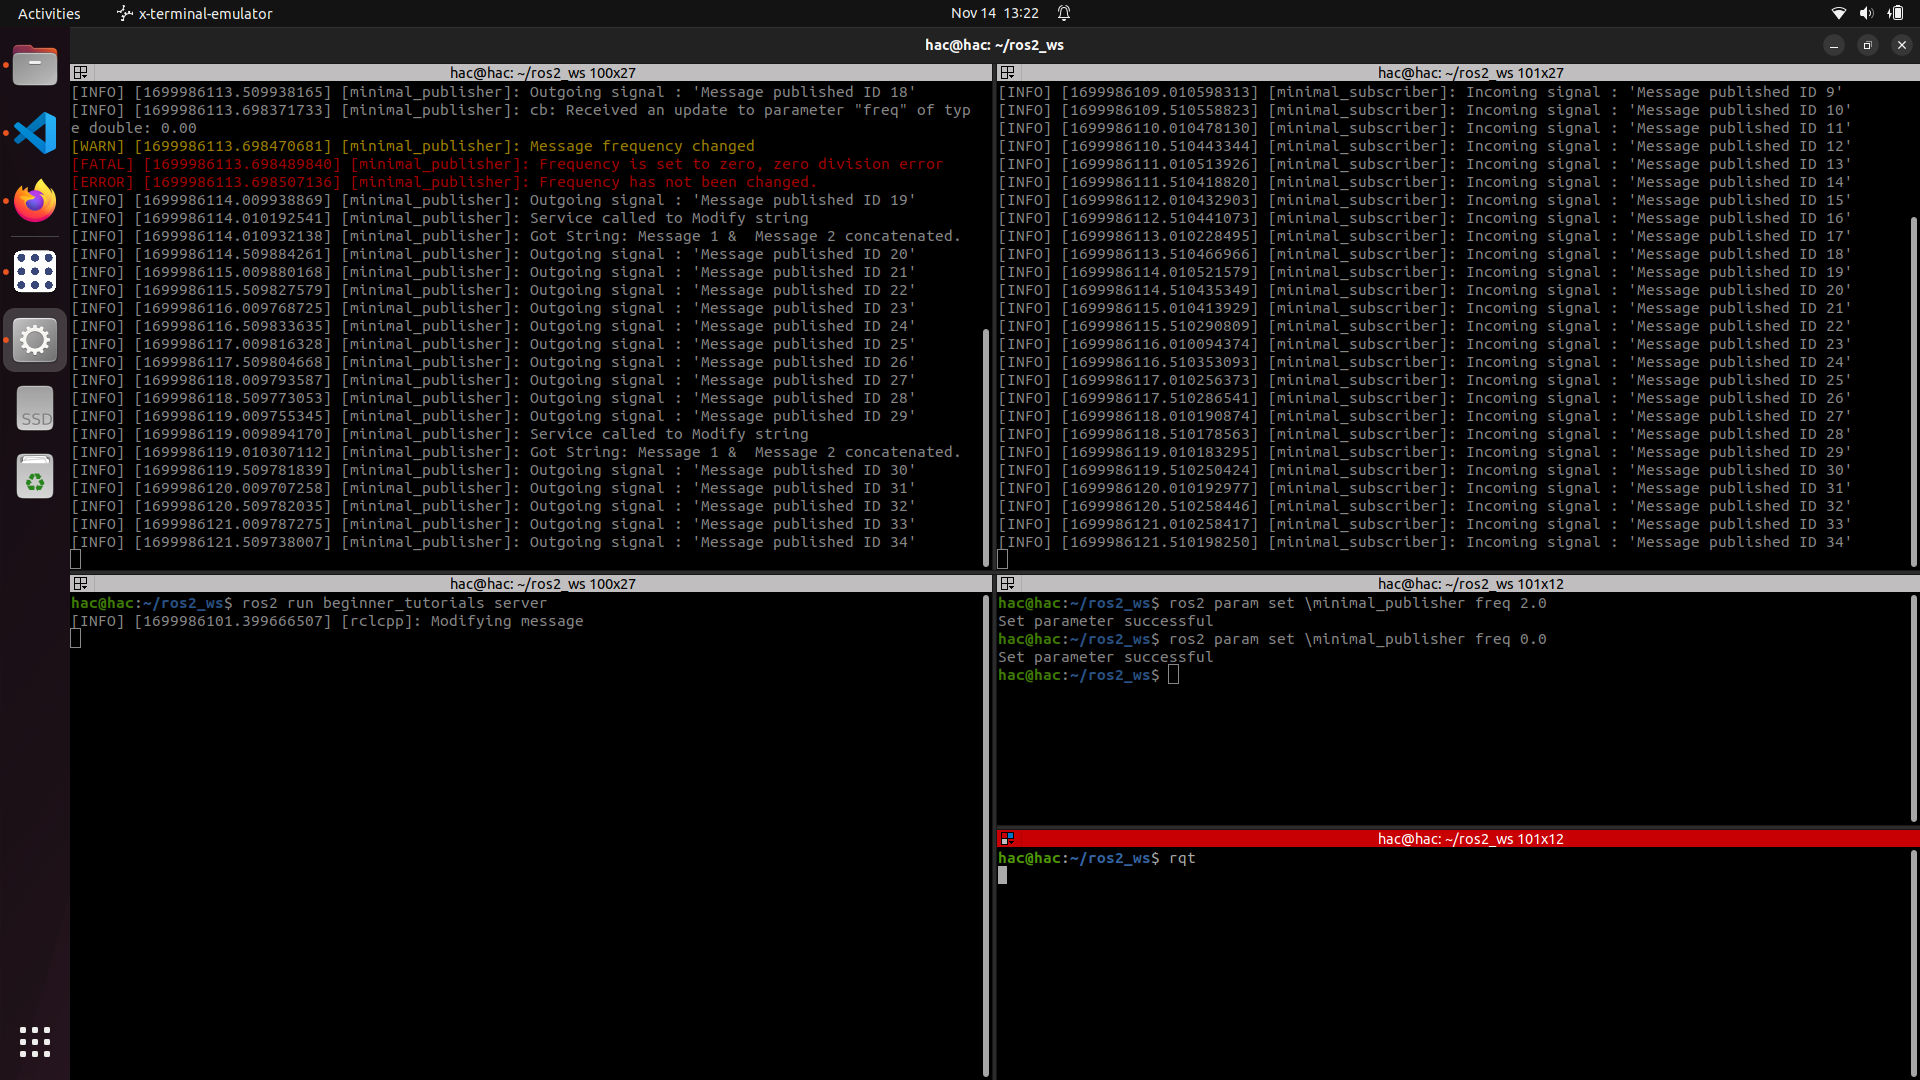 Activities
x-terminal-emulator
Nov 14 13:22
hac@hac: ~/ros2_ws
hac@hac: ~/ros2_ws 100x27
[INFO] [1699986113.509938165] [minimal_publisher]: Outgoing signal : 'Message published ID 18'
[INFO] [1699986113.698371733] [minimal_publisher]: cb: Received an update to parameter "freq" of typ
e double: 0.00
[WARN] [1699986113.698470681] [minimal_publisher]: Message frequency changed
[FATAL] [1699986113.698489840] [minimal_publisher]: Frequency is set to zero, zero division error
[ERROR] [1699986113.698507136] [minimal_publisher]: Frequency has not been changed.
[INFO] [1699986114.009938869] [minimal_publisher]: Outgoing signal : 'Message published ID 19'
[INFO] [1699986114.010192541] [minimal_publisher]: Service called to Modify string
[INFO] [1699986114.010932138] [minimal_publisher]: Got String: Message 1 &  Message 2 concatenated.
[INFO] [1699986114.509884261] [minimal_publisher]: Outgoing signal : 'Message published ID 20'
[INFO] [1699986115.009880168] [minimal_publisher]: Outgoing signal : 'Message published ID 21'
[INFO] [1699986115.509827579] [minimal_publisher]: Outgoing signal : 'Message published ID 22'
[INFO] [1699986116.009768725] [minimal_publisher]: Outgoing signal : 'Message published ID 23'
[INFO] [1699986116.509833635] [minimal_publisher]: Outgoing signal : 'Message published ID 24'
[INFO] [1699986117.009816328] [minimal_publisher]: Outgoing signal : 'Message published ID 25'
[INFO] [1699986117.509804668] [minimal_publisher]: Outgoing signal : 'Message published ID 26'
[INFO] [1699986118.009793587] [minimal_publisher]: Outgoing signal : 'Message published ID 27'
[INFO] [1699986118.509773053] [minimal_publisher]: Outgoing signal : 'Message published ID 28'
[INFO] [1699986119.009755345] [minimal_publisher]: Outgoing signal : 'Message published ID 29'
[INFO] [1699986119.009894170] [minimal_publisher]: Service called to Modify string
[INFO] [1699986119.010307112] [minimal_publisher]: Got String: Message 1 &  Message 2 concatenated.
[INFO] [1699986119.509781839] [minimal_publisher]: Outgoing signal : 'Message published ID 30'
[INFO] [1699986120.009707258] [minimal_publisher]: Outgoing signal : 'Message published ID 31'
[INFO] [1699986120.509782035] [minimal_publisher]: Outgoing signal : 'Message published ID 32'
[INFO] [1699986121.009787275] [minimal_publisher]: Outgoing signal : 'Message published ID 33'
[INFO] [1699986121.509738007] [minimal_publisher]: Outgoing signal : 'Message published ID 34'
hac@hac: ~/ros2_ws 101x27
[INFO] [1699986109.010598313] [minimal_subscriber]: Incoming signal : 'Message published ID 9'
[INFO] [1699986109.510558823] [minimal_subscriber]: Incoming signal : 'Message published ID 10'
[INFO] [1699986110.010478130] [minimal_subscriber]: Incoming signal : 'Message published ID 11'
[INFO] [1699986110.510443344] [minimal_subscriber]: Incoming signal : 'Message published ID 12'
[INFO] [1699986111.010513926] [minimal_subscriber]: Incoming signal : 'Message published ID 13'
[INFO] [1699986111.510418820] [minimal_subscriber]: Incoming signal : 'Message published ID 14'
[INFO] [1699986112.010432903] [minimal_subscriber]: Incoming signal : 'Message published ID 15'
[INFO] [1699986112.510441073] [minimal_subscriber]: Incoming signal : 'Message published ID 16'
[INFO] [1699986113.010228495] [minimal_subscriber]: Incoming signal : 'Message published ID 17'
[INFO] [1699986113.510466966] [minimal_subscriber]: Incoming signal : 'Message published ID 18'
[INFO] [1699986114.010521579] [minimal_subscriber]: Incoming signal : 'Message published ID 19'
[INFO] [1699986114.510435349] [minimal_subscriber]: Incoming signal : 'Message published ID 20'
[INFO] [1699986115.010413929] [minimal_subscriber]: Incoming signal : 'Message published ID 21'
[INFO] [1699986115.510290809] [minimal_subscriber]: Incoming signal : 'Message published ID 22'
[INFO] [1699986116.010094374] [minimal_subscriber]: Incoming signal : 'Message published ID 23'
[INFO] [1699986116.510353093] [minimal_subscriber]: Incoming signal : 'Message published ID 24'
[INFO] [1699986117.010256373] [minimal_subscriber]: Incoming signal : 'Message published ID 25'
[INFO] [1699986117.510286541] [minimal_subscriber]: Incoming signal : 'Message published ID 26'
[INFO] [1699986118.010190874] [minimal_subscriber]: Incoming signal : 'Message published ID 27'
[INFO] [1699986118.510178563] [minimal_subscriber]: Incoming signal : 'Message published ID 28'
[INFO] [1699986119.010183295] [minimal_subscriber]: Incoming signal : 'Message published ID 29'
[INFO] [1699986119.510250424] [minimal_subscriber]: Incoming signal : 'Message published ID 30'
[INFO] [1699986120.010192977] [minimal_subscriber]: Incoming signal : 'Message published ID 31'
[INFO] [1699986120.510258446] [minimal_subscriber]: Incoming signal : 'Message published ID 32'
[INFO] [1699986121.010258417] [minimal_subscriber]: Incoming signal : 'Message published ID 33'
[INFO] [1699986121.510198250] [minimal_subscriber]: Incoming signal : 'Message published ID 34'
SSD
hac@hac: ~/ros2_ws 100x27
hac@hac:~/ros2_ws$ ros2 run beginner_tutorials server
[INFO] [1699986101.399666507] [rclcpp]: Modifying message
hac@hac: ~/ros2_ws 101x12
hac@hac:~/ros2_ws$ ros2 param set \minimal_publisher freq 2.0
Set parameter successful
hac@hac:~/ros2_ws$ ros2 param set \minimal_publisher freq 0.0
Set parameter successful
hac@hac:~/ros2_ws$
hac@hac: ~/ros2_ws 101x12
hac@hac:~/ros2_ws$ rqt